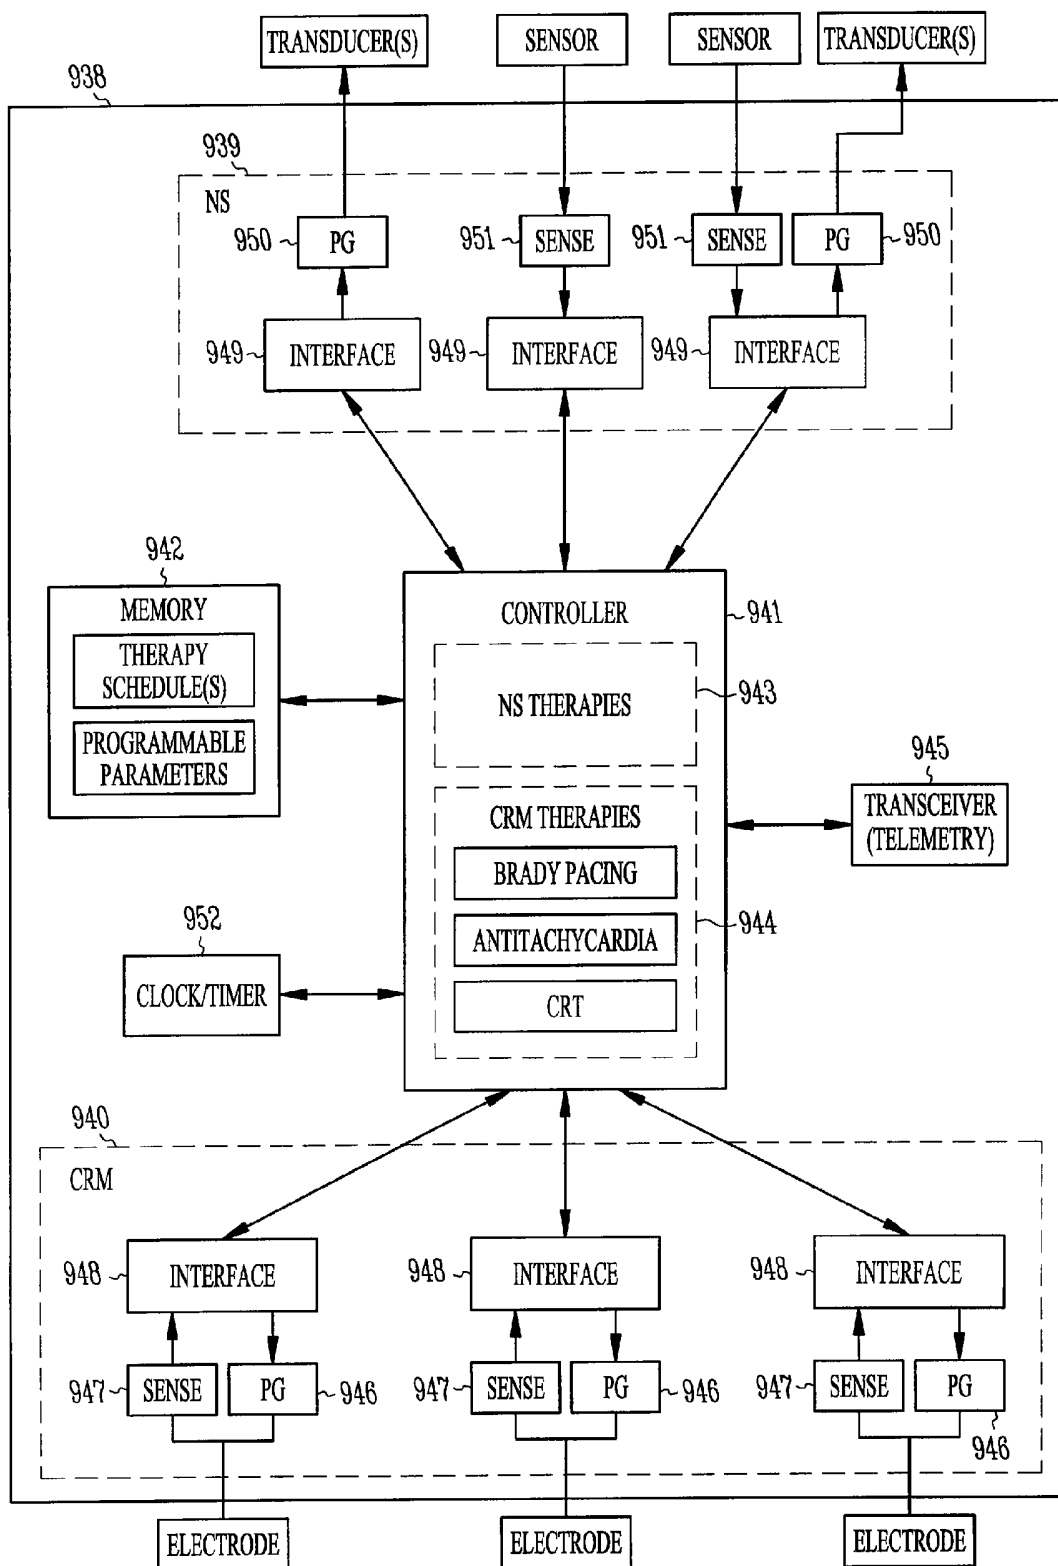 TRANSDUCER(S)
SENSOR
SENSOR
TRANSDUCER(S)
938
939
NS
950
PG
951
SENSE
951
SENSE
PG
950
949
INTERFACE
949
INTERFACE
949
INTERFACE
942
MEMORY
THERAPY
SCHEDULE(S)
PROGRAMMABLE
PARAMETERS
CONTROLLER
941
NS THERAPIES
943
CRM THERAPIES
BRADY PACING
ANTITACHYCARDIA
944
CRT
945
TRANSCEIVER
(TELEMETRY)
952
CLOCK/TIMER
940
CRM
948
INTERFACE
948
INTERFACE
948
INTERFACE
947
SENSE
PG
946
947
SENSE
PG
946
947
SENSE
PG
946
ELECTRODE
ELECTRODE
ELECTRODE